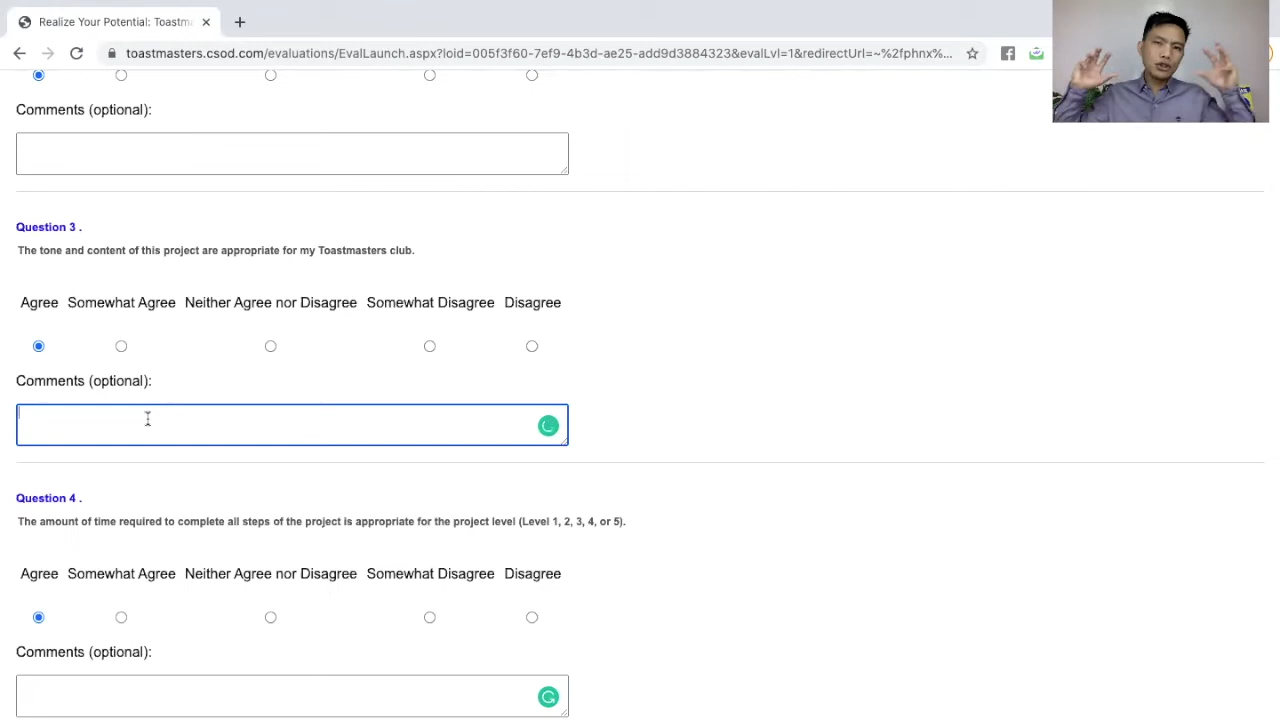 Realize Your Potential: Toastm
toastmasters.csod.com/evaluations/EvalLaunch.aspx?loid=005f3f60-7ef9-4b3d-ae25-add9d3884323&evalLvl=1&redirectUrl=~%2fphnx%...
Comments (optional):
Question 3 .
The tone and content of this project are appropriate for my Toastmasters club.
Agree Somewhat Agree Neither Agree nor Disagree Somewhat Disagree Disagree
Comments (optional):
Question 4 .
The amount of time required to complete all steps of the project is appropriate for the project level (Level 1, 2, 3, 4, or 5).
Agree Somewhat Agree Neither Agree nor Disagree Somewhat Disagree Disagree
Comments (optional):